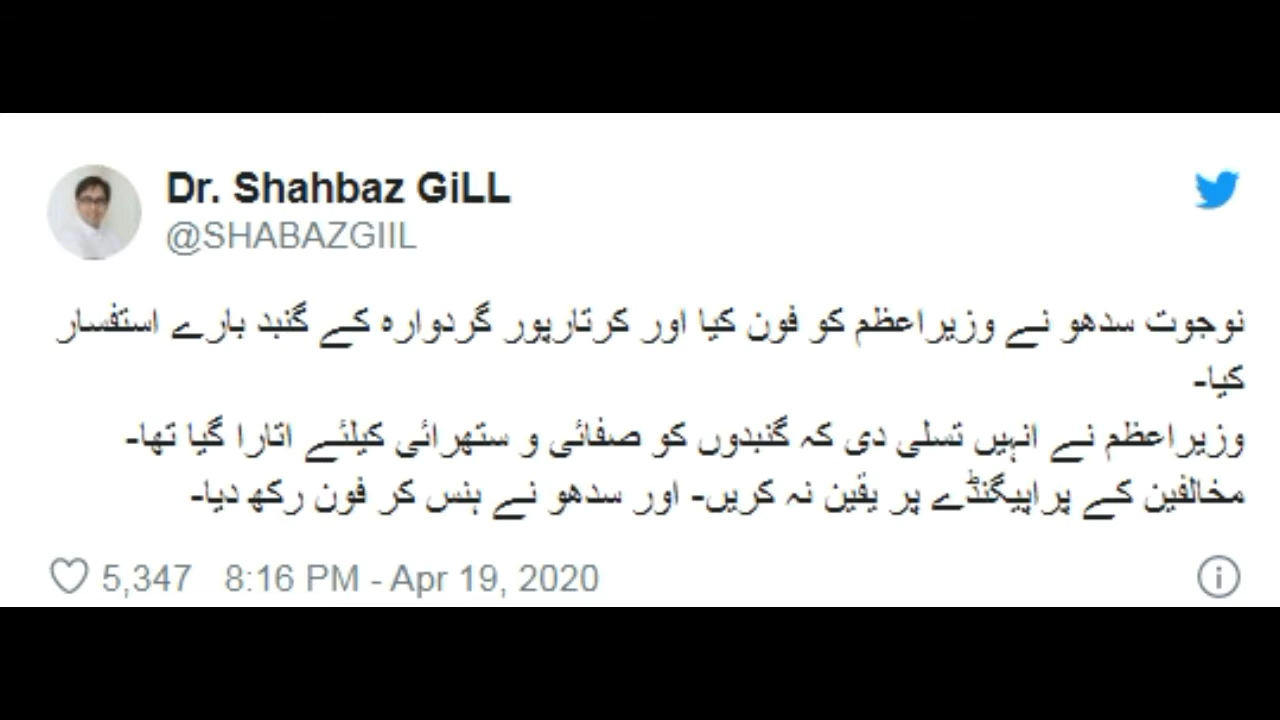 Dr. Shahbaz GiLL
@SHABAZGIIL
نوجوت سدھو نے وزیراعظم کو فون کیا اور کرتارپور گردوارہ کے گنبد بارے استفسار
کیا-
وزیراعظم نے انہیں تسلی دی کہ گنبدوں کو صفائی و ستھرائی کیلئے اتارا گیا تھا-
مخالفین کے پراپیگنڈے پر یقین نہ کریں- اور سدھو نے ہنس کر فون رکھ دیا-
5,347 8:16 PM - Apr 19, 2020